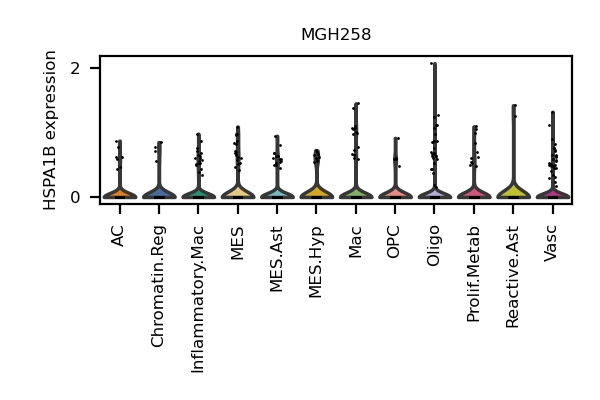 MGH258
HSPA1B expression
2
0
AC
Chromatin.Reg
Inflammatory.Mac
MES
MES.Ast
MES.Hyp
Mac
OPC
Oligo
Prolif.Metab
Reactive.Ast
Vasc